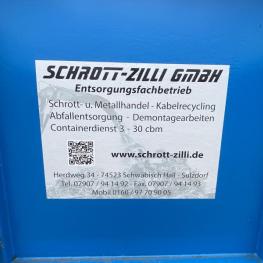 SCHROTT-ZILLI GMBH
Entsorgungsfachbetrieb
Schrott- u. Metallhandel - Kabelrecycling
Abfallentsorgung - Demontagearbeiten
Containerdienst 3 - 30 cbm
www.schrott-zilli.de
Herdweg 34 - 74523 Schwäbisch Hall - Sulzdorf
Tel. 07907 / 94 14 92 - Fax. 07907 / 94 14 93
Mobil 0160 / 97 70 90 05